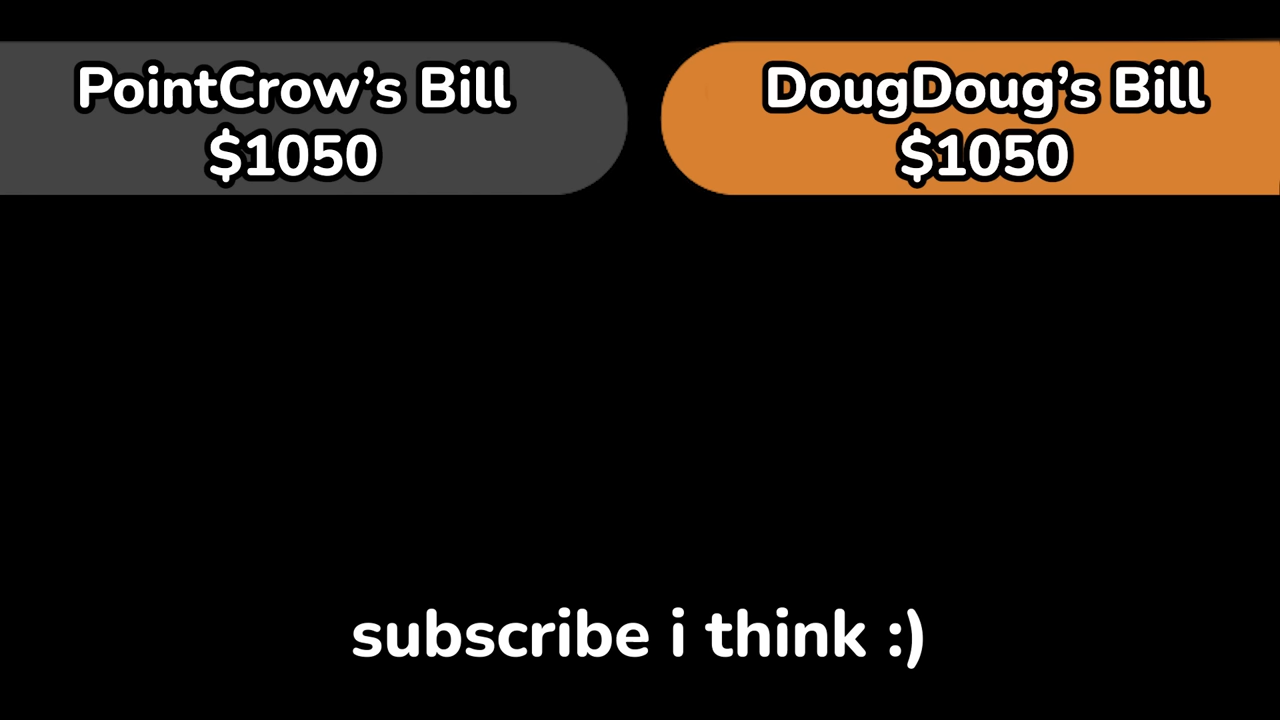 PointCrow’s Bill
$1050
DougDoug’s Bill
$1050
subscribe i think :)